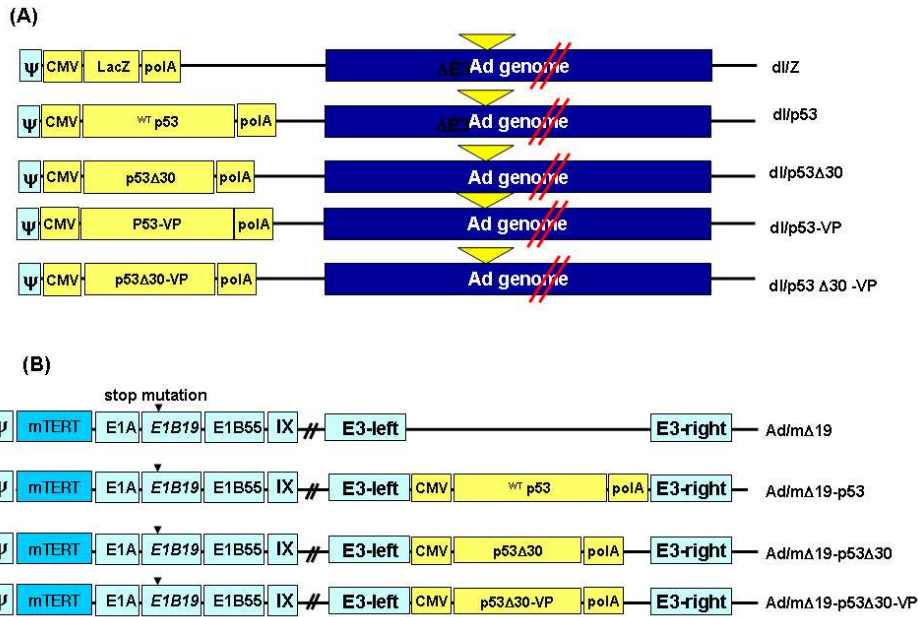 (A)
Ψ CMV LacZ polA ΔE3 Ad genome dl/Z
Ψ CMV WT p53 polA ΔE3 Ad genome dl/p53
Ψ CMV p53Δ30 polA Ad genome dl/p53Δ30
Ψ CMV P53-VP polA Ad genome dl/p53-VP
Ψ CMV p53Δ30-VP polA Ad genome dl/p53 Δ30 -VP
(B)
stop mutation
Ψ mTERT E1A E1B19 E1B55 IX E3-left E3-right Ad/mΔ19
Ψ mTERT E1A E1B19 E1B55 IX E3-left CMV WT p53 polA E3-right Ad/mΔ19-p53
Ψ mTERT E1A E1B19 E1B55 IX E3-left CMV p53Δ30 polA E3-right Ad/mΔ19-p53Δ30
Ψ mTERT E1A E1B19 E1B55 IX E3-left CMV p53Δ30-VP polA E3-right Ad/mΔ19-p53Δ30-VP